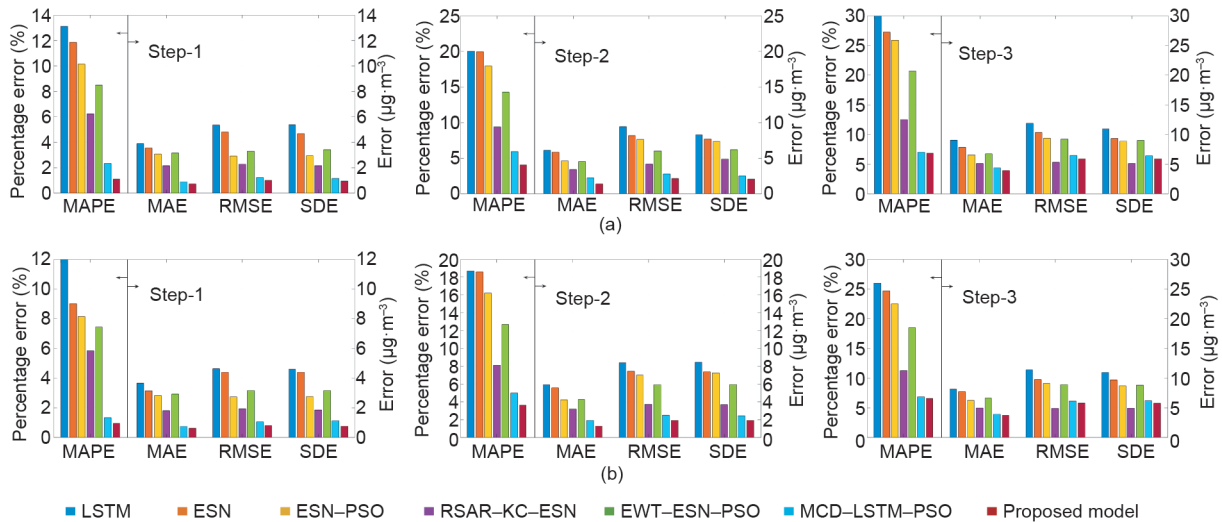 14 14 25 25 30 30
12 12 20 20 25 25
10 10 15 15 20 20
8 8 10 10 15 15
6 6 5 5 10 10
4 4 0 0 5 5
2 2 0 0
0 0
Percentage error (%) Step-1 Error (µg·m⁻³) Percentage error (%) Step-2 Error (µg·m⁻³) Percentage error (%) Step-3 Error (µg·m⁻³)
MAPE MAE RMSE SDE MAPE MAE RMSE SDE MAPE MAE RMSE SDE
(a)
12 12 20 20 30 30
10 10 18 18 25 25
8 8 16 16 20 20
6 6 14 14 15 15
4 4 12 12 10 10
2 2 10 10 5 5
0 0 8 8 0 0
6 6
4 4
2 2
0 0
Percentage error (%) Step-1 Error (µg·m⁻³) Percentage error (%) Step-2 Error (µg·m⁻³) Percentage error (%) Step-3 Error (µg·m⁻³)
MAPE MAE RMSE SDE MAPE MAE RMSE SDE MAPE MAE RMSE SDE
(b)
LSTM ESN ESN–PSO RSAR–KC–ESN EWT–ESN–PSO MCD–LSTM–PSO Proposed model